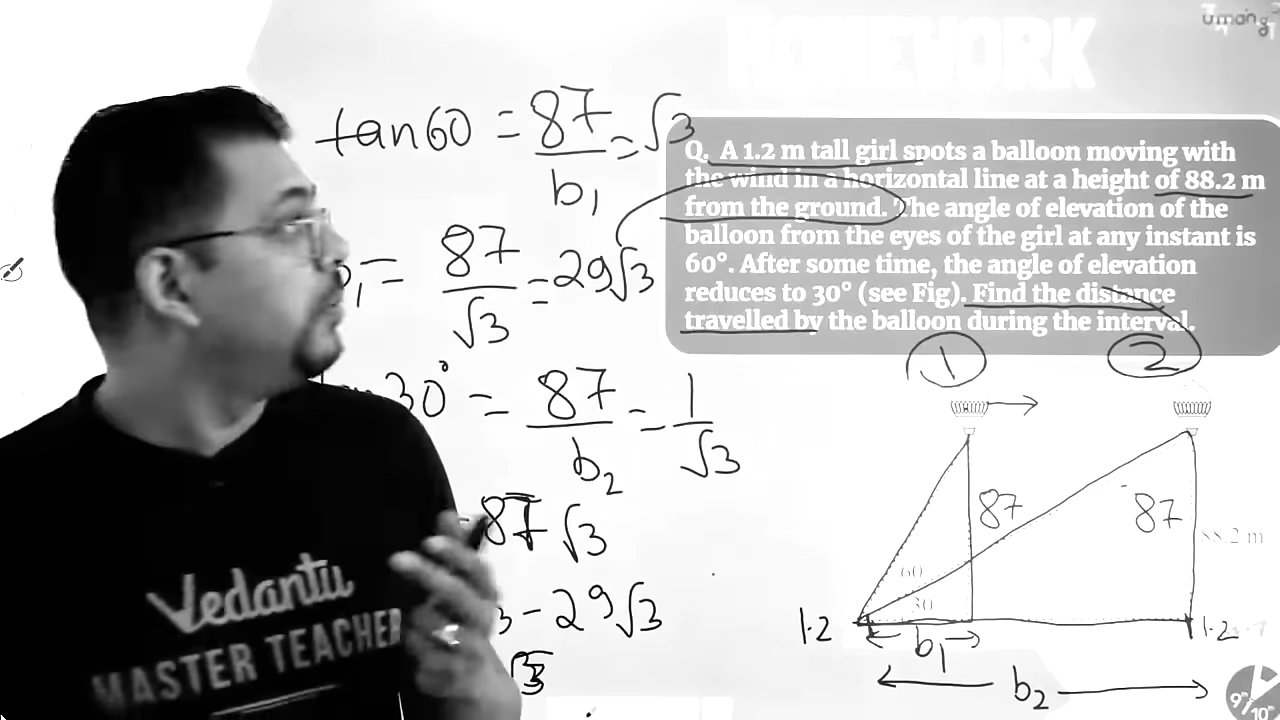 HOMEWORK
umang
tan60 = 87/b₁ = √3
Q. A 1.2 m tall girl spots a balloon moving with
the wind in a horizontal line at a height of 88.2 m
from the ground. The angle of elevation of the
balloon from the eyes of the girl at any instant is
60°. After some time, the angle of elevation
reduces to 30° (see Fig). Find the distance
travelled by the balloon during the interval.
= 87/√3 = 29√3
30° = 87/b₂ = 1/√3
87√3
- 29√3
√3
1
2
87
87
88.2 m
60
30
1.2
1.2
b₁
b₂
Vedantu
MASTER TEACHER
9ᵗʰ/10ᵗʰ